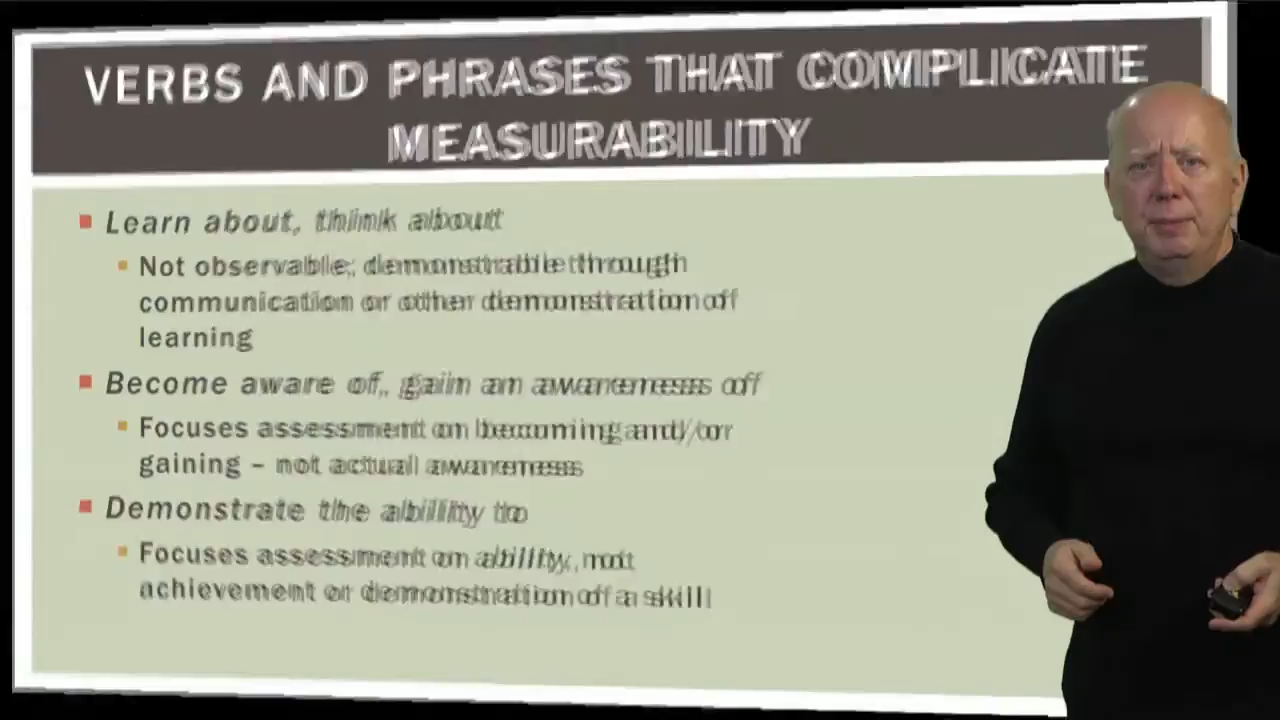 VERBS AND PHRASES THAT COMPLICATE
MEASURABILITY
Learn about, think about
Not observable; demonstrable through
communication or other demonstration of
learning
Become aware of, gain an awareness of
Focuses assessment on becoming and/or
gaining – not actual awareness
Demonstrate the ability to
Focuses assessment on ability, not
achievement or demonstration of a skill